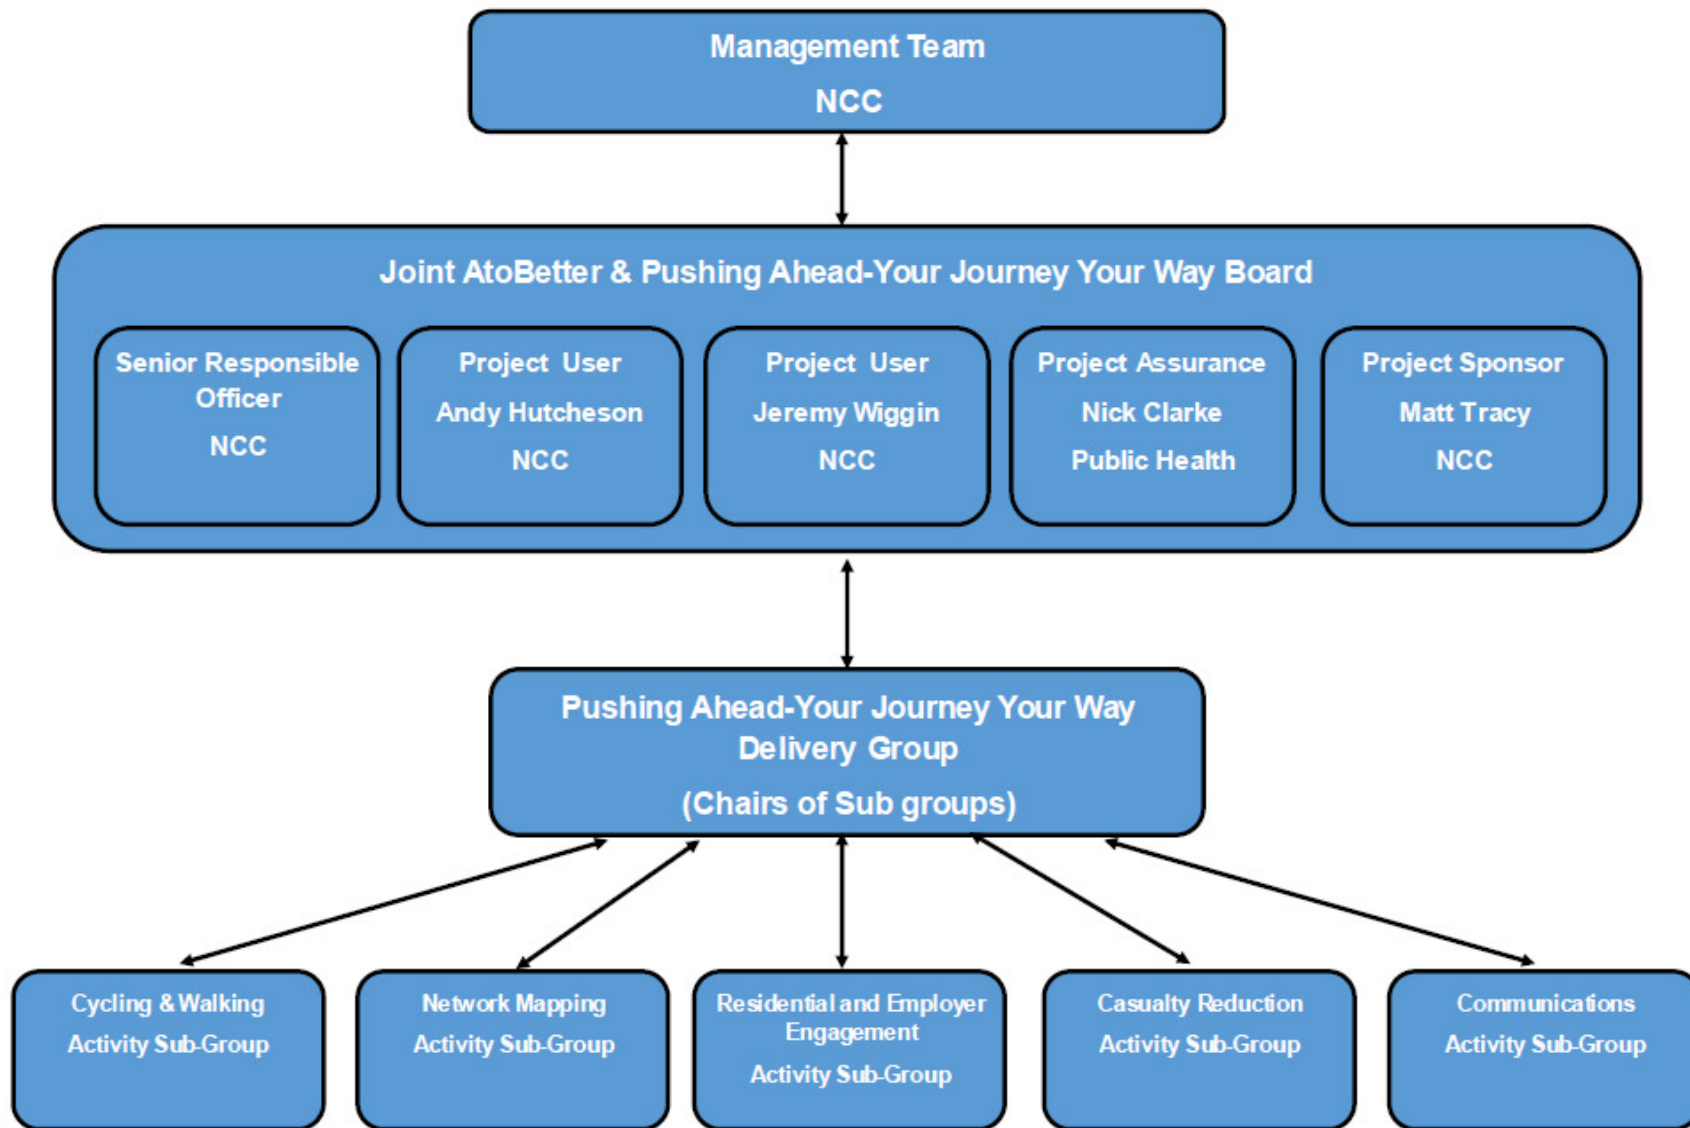 Management Team
NCC
Joint AtoBetter & Pushing Ahead-Your Journey Your Way Board
Senior Responsible
Officer
NCC
Project User
Andy Hutcheson
NCC
Project User
Jeremy Wiggin
NCC
Project Assurance
Nick Clarke
Public Health
Project Sponsor
Matt Tracy
NCC
Pushing Ahead-Your Journey Your Way
Delivery Group
(Chairs of Sub groups)
Cycling & Walking
Activity Sub-Group
Network Mapping
Activity Sub-Group
Residential and Employer
Engagement
Activity Sub-Group
Casualty Reduction
Activity Sub-Group
Communications
Activity Sub-Group